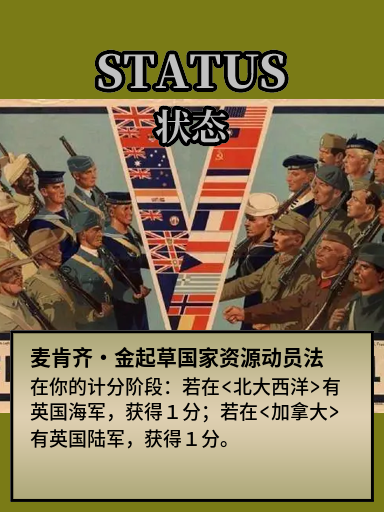 STATUS
状态
麦肯齐·金起草国家资源动员法
在你的计分阶段：若在<北大西洋>有
英国海军，获得１分；若在<加拿大>
有英国陆军，获得１分。